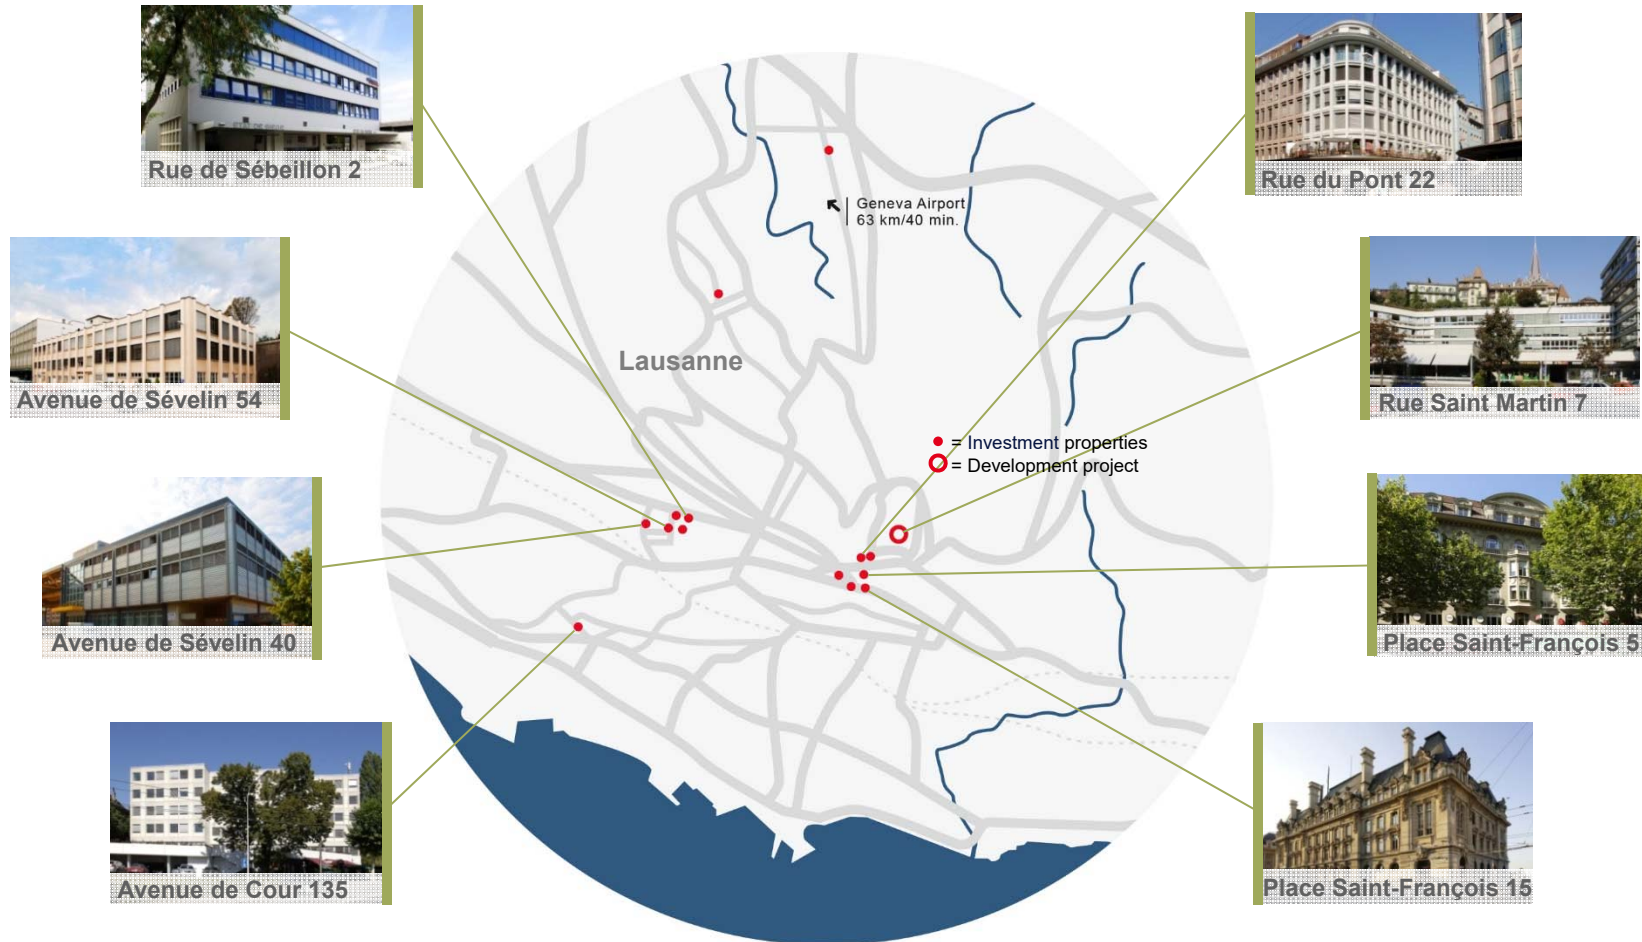 Rue de Sébeillon 2
Rue du Pont 22
Geneva Airport
63 km/40 min.
Avenue de Sévelin 54
Lausanne
Rue Saint Martin 7
= Investment properties
= Development project
Avenue de Sévelin 40
Place Saint-François 5
Avenue de Cour 135
Place Saint-François 15